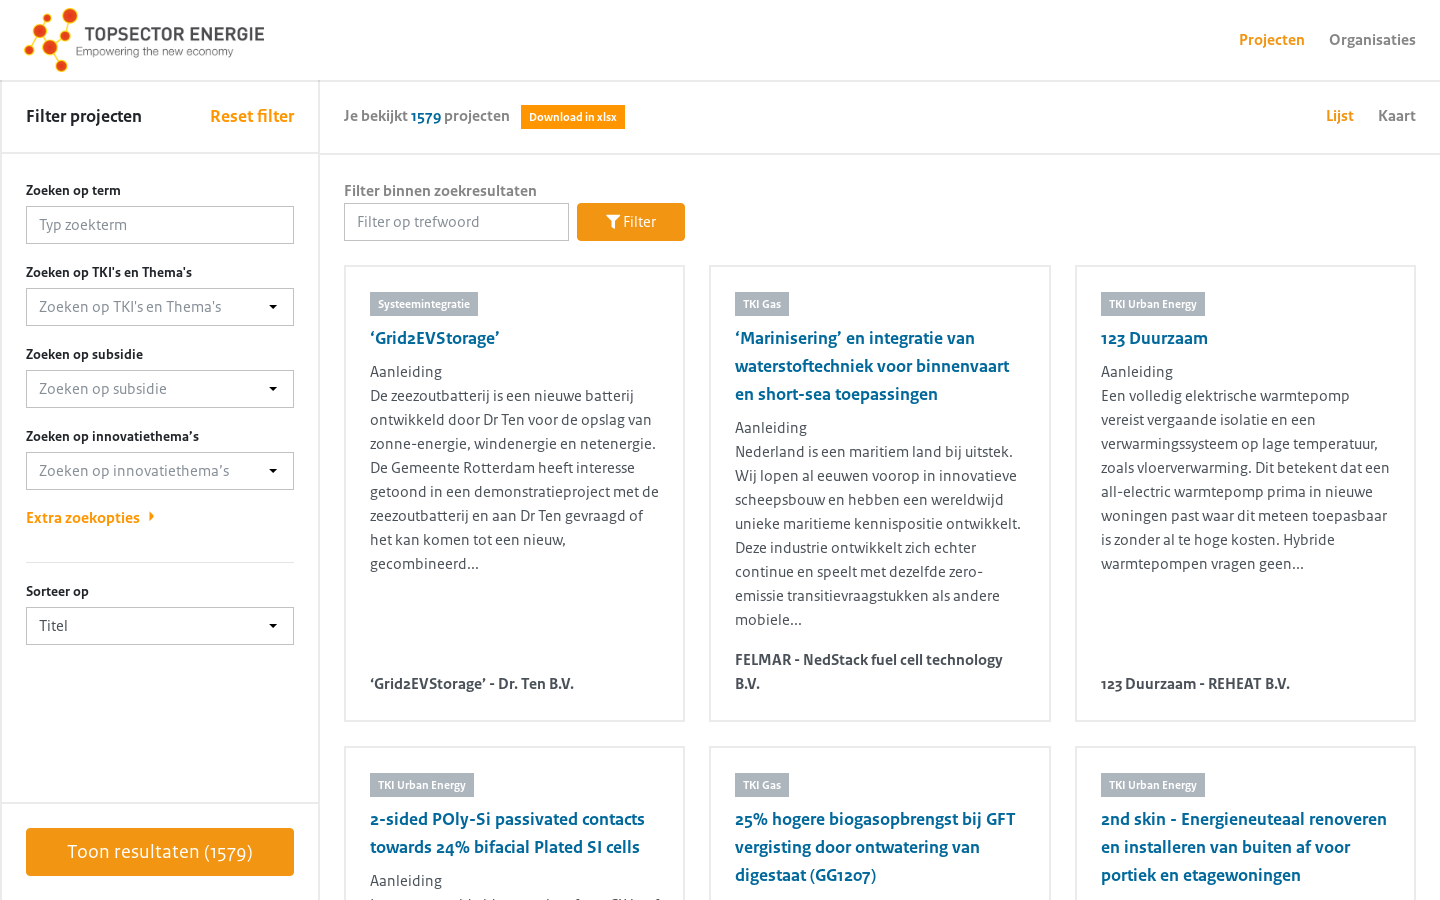 TOPSECTOR ENERGIE
Empowering the new economy
Projecten
Organisaties
Filter projecten
Reset filter
Zoeken op term
Typ zoekterm
Zoeken op TKI's en Thema's
Zoeken op TKI's en Thema's
Zoeken op subsidie
Zoeken op subsidie
Zoeken op innovatiethema’s
Zoeken op innovatiethema’s
Extra zoekopties
Sorteer op
Titel
Toon resultaten (1579)
Je bekijkt 1579 projecten
Download in xlsx
Lijst
Kaart
Filter binnen zoekresultaten
Filter op trefwoord
Filter
Systeemintegratie
‘Grid2EVStorage’
Aanleiding
De zeezoutbatterij is een nieuwe batterij
ontwikkeld door Dr Ten voor de opslag van
zonne-energie, windenergie en netenergie.
De Gemeente Rotterdam heeft interesse
getoond in een demonstratieproject met de
zeezoutbatterij en aan Dr Ten gevraagd of
het kan komen tot een nieuw,
gecombineerd...
‘Grid2EVStorage’ - Dr. Ten B.V.
TKI Gas
‘Marinisering’ en integratie van
waterstoftechniek voor binnenvaart
en short-sea toepassingen
Aanleiding
Nederland is een maritiem land bij uitstek.
Wij lopen al eeuwen voorop in innovatieve
scheepsbouw en hebben een wereldwijd
unieke maritieme kennispositie ontwikkelt.
Deze industrie ontwikkelt zich echter
continue en speelt met dezelfde zero-
emissie transitievraagstukken als andere
mobiele...
FELMAR - NedStack fuel cell technology
B.V.
TKI Urban Energy
123 Duurzaam
Aanleiding
Een volledig elektrische warmtepomp
vereist vergaande isolatie en een
verwarmingssysteem op lage temperatuur,
zoals vloerverwarming. Dit betekent dat een
all-electric warmtepomp prima in nieuwe
woningen past waar dit meteen toepasbaar
is zonder al te hoge kosten. Hybride
warmtepompen vragen geen...
123 Duurzaam - REHEAT B.V.
TKI Urban Energy
2-sided POly-Si passivated contacts
towards 24% bifacial Plated SI cells
Aanleiding
TKI Gas
25% hogere biogasopbrengst bij GFT
vergisting door ontwatering van
digestaat (GG1207)
TKI Urban Energy
2nd skin - Energieneuteaal renoveren
en installeren van buiten af voor
portiek en etagewoningen